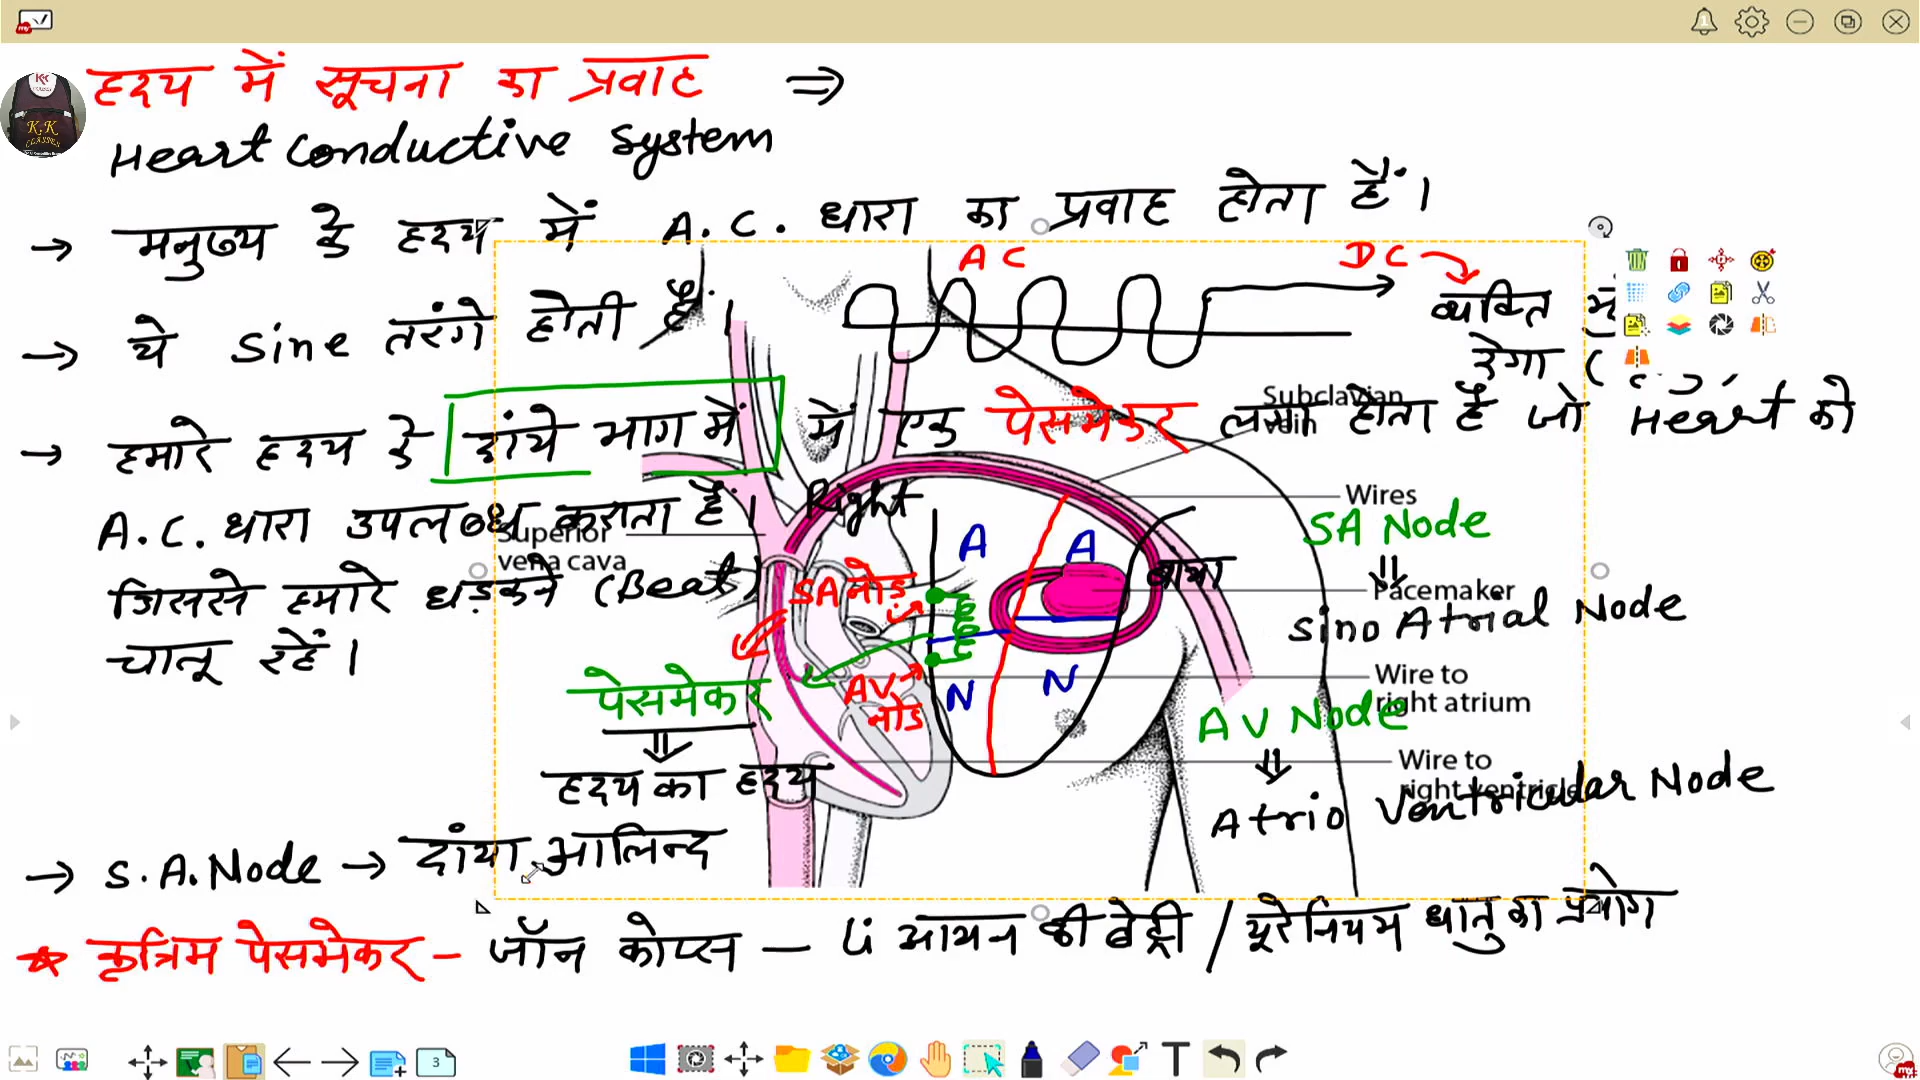 हृदय में सूचना का प्रवाह ⇒
Heart Conductive System
→ मनुष्य के हृदय में A.C. धारा का प्रवाह होता है।
AC DC
→ ये Sine तरंगे होती हैं। व्यक्ति
→ हमारे हृदय के दांये भाग में में एक पेसमेकर लगा होता है जो Heart को
A.C. धारा उपलब्ध कराता है। Right
जिससे हमारे धड़कने (Beat)
चालू रहें।
Subclavian
vein
Wires
SA Node
Superior
vena cava
A A
बायां
SA नोड
Pacemaker
Sino Atrial Node
पेसमेकर
AV
नोड
N N
Wire to
right atrium
AV Node
हृदय का हृदय
Wire to
right ventricle
Atrio Ventricular Node
→ S.A. Node → दांया आलिन्द
कृत्रिम पेसमेकर - जॉन कोप्स - Li आयन की बेट्री / यूरेनियम धातु का प्रयोग
K.K
CLASSES
3